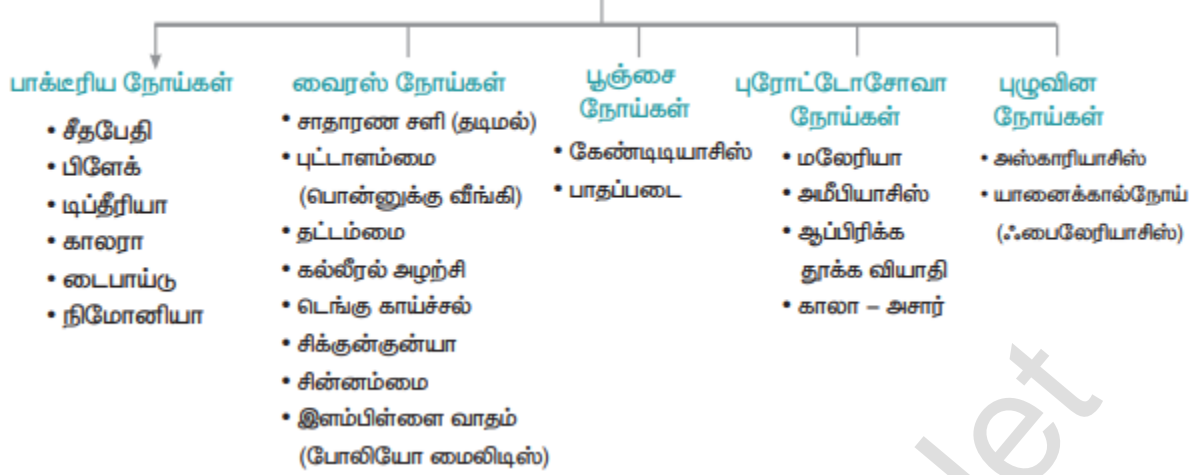 பாக்டீரிய நோய்கள்
• சீதபேதி
• பிளேக்
• டிப்தீரியா
• காலரா
• டைபாய்டு
• நிமோனியா
வைரஸ் நோய்கள்
• சாதாரண சளி (தடிமல்)
• புட்டாளம்மை
(பொன்னுக்கு வீங்கி)
• தட்டம்மை
• கல்லீரல் அழற்சி
• டெங்கு காய்ச்சல்
• சிக்குன்குன்யா
• சின்னம்மை
• இளம்பிள்ளை வாதம்
(போலியோ மைலிடிஸ்)
பூஞ்சை
நோய்கள்
• கேண்டிடியாசிஸ்
• பாதப்படை
புரோட்டோசோவா
நோய்கள்
• மலேரியா
• அமீபியாசிஸ்
• ஆப்பிரிக்க
தூக்க வியாதி
• காலா – அசார்
புழுவின
நோய்கள்
• அஸ்காரியாசிஸ்
• யானைக்கால்நோய்
(ஃபைலேரியாசிஸ்)
let